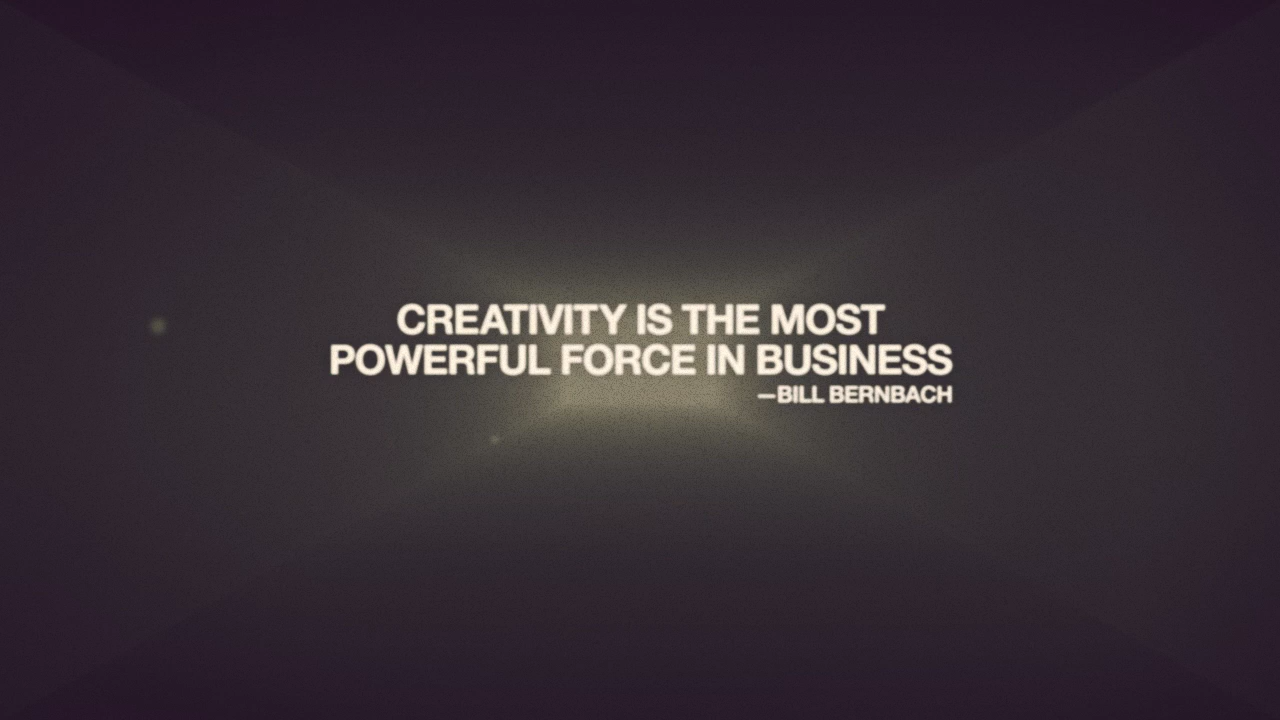 CREATIVITY IS THE MOST
POWERFUL FORCE IN BUSINESS
—BILL BERNBACH